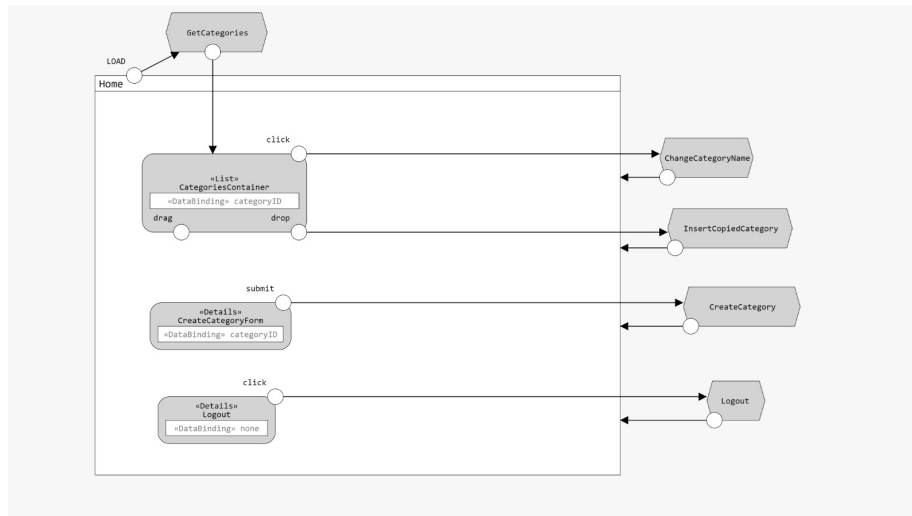 GetCategories
LOAD
Home
click
ChangeCategoryName
«List»
CategoriesContainer
«DataBinding» categoryID
drag
drop
InsertCopiedCategory
submit
«Details»
CreateCategoryForm
«DataBinding» categoryID
CreateCategory
click
«Details»
Logout
«DataBinding» none
Logout